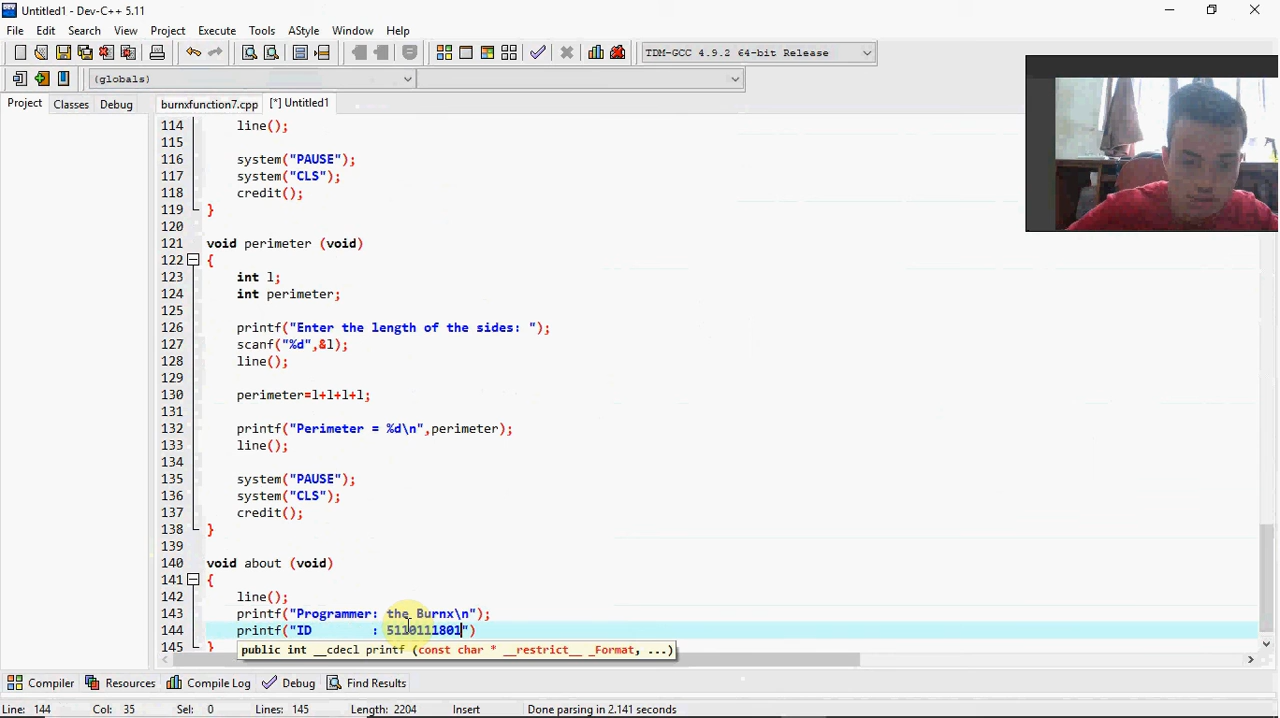 Untitled1 - Dev-C++ 5.11
File Edit Search View Project Execute Tools AStyle Window Help
TDM-GCC 4.9.2 64-bit Release
(globals)
Project Classes Debug burnxfunction7.cpp [*] Untitled1
114 line();
115
116 system("PAUSE");
117 system("CLS");
118 credit();
119 }
120
121 void perimeter (void)
122 {
123 int l;
124 int perimeter;
125
126 printf("Enter the length of the sides: ");
127 scanf("%d",&l);
128 line();
129
130 perimeter=l+l+l+l;
131
132 printf("Perimeter = %d\n",perimeter);
133 line();
134
135 system("PAUSE");
136 system("CLS");
137 credit();
138 }
139
140 void about (void)
141 {
142 line();
143 printf("Programmer: the Burnx\n");
144 printf("ID : 5110111801")
145 }
public int __cdecl printf (const char * __restrict__ _Format, ...)
Compiler Resources Compile Log Debug Find Results
Line: 144 Col: 35 Sel: 0 Lines: 145 Length: 2204 Insert Done parsing in 2.141 seconds